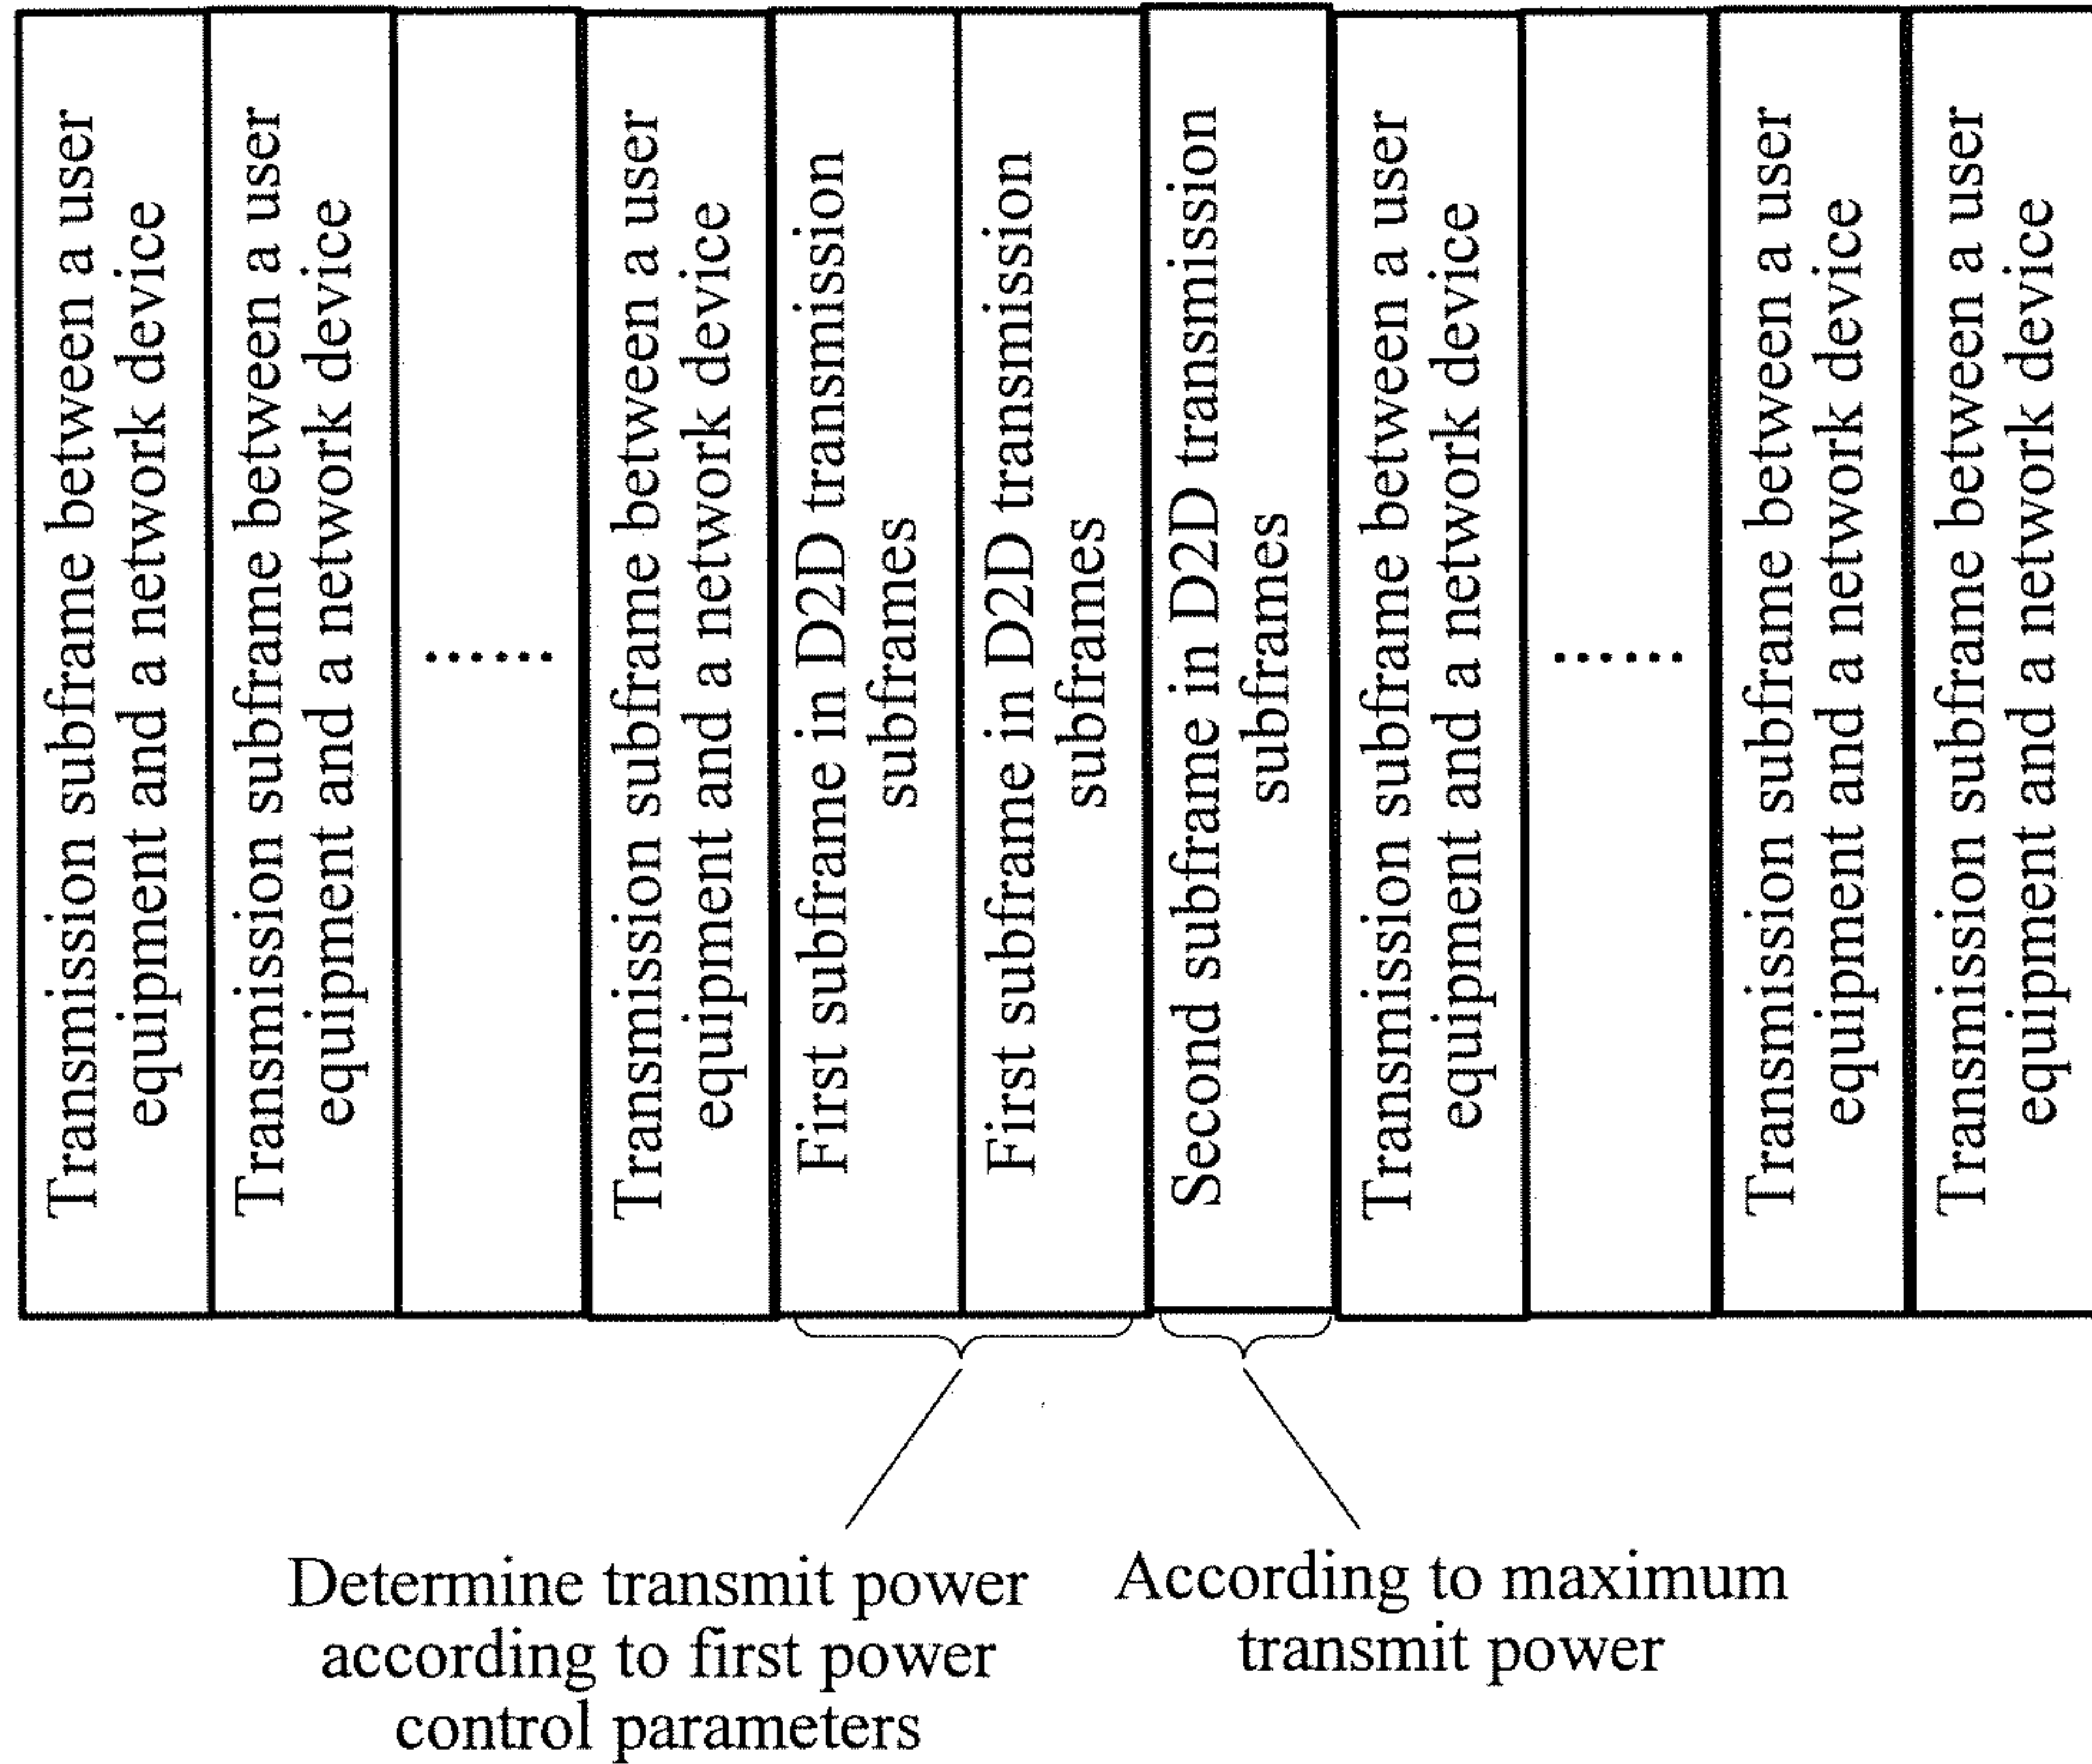 Transmission subframe between a user
equipment and a network device
Transmission subframe between a user
equipment and a network device
......
Transmission subframe between a user
equipment and a network device
First subframe in D2D transmission
subframes
First subframe in D2D transmission
subframes
Second subframe in D2D transmission
subframes
Transmission subframe between a user
equipment and a network device
......
Transmission subframe between a user
equipment and a network device
Transmission subframe between a user
equipment and a network device
Determine transmit power
according to first power
control parameters
According to maximum
transmit power